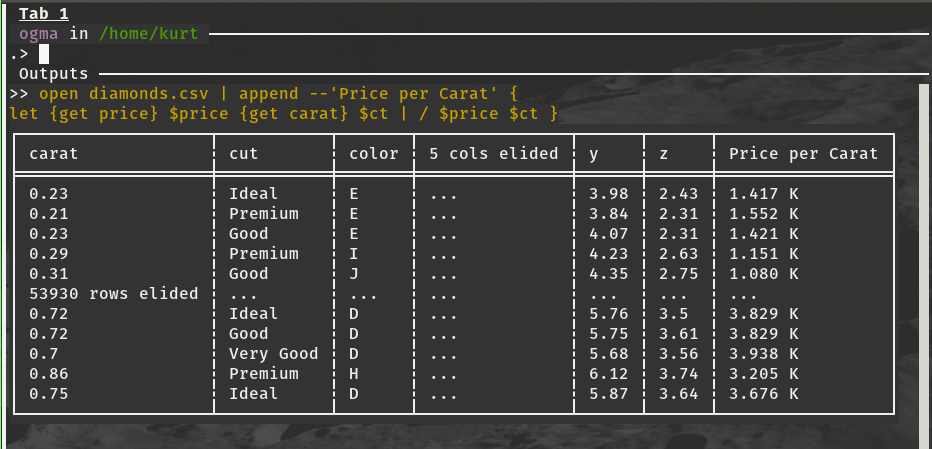 Tab 1
ogma in /home/kurt
.>
Outputs
>> open diamonds.csv | append --'Price per Carat' {
let {get price} $price {get carat} $ct | / $price $ct }
carat cut color 5 cols elided y z Price per Carat
0.23 Ideal E ... 3.98 2.43 1.417 K
0.21 Premium E ... 3.84 2.31 1.552 K
0.23 Good E ... 4.07 2.31 1.421 K
0.29 Premium I ... 4.23 2.63 1.151 K
0.31 Good J ... 4.35 2.75 1.080 K
53930 rows elided ... ... ... ... ... ...
0.72 Ideal D ... 5.76 3.5 3.829 K
0.72 Good D ... 5.75 3.61 3.829 K
0.7 Very Good D ... 5.68 3.56 3.938 K
0.86 Premium H ... 6.12 3.74 3.205 K
0.75 Ideal D ... 5.87 3.64 3.676 K